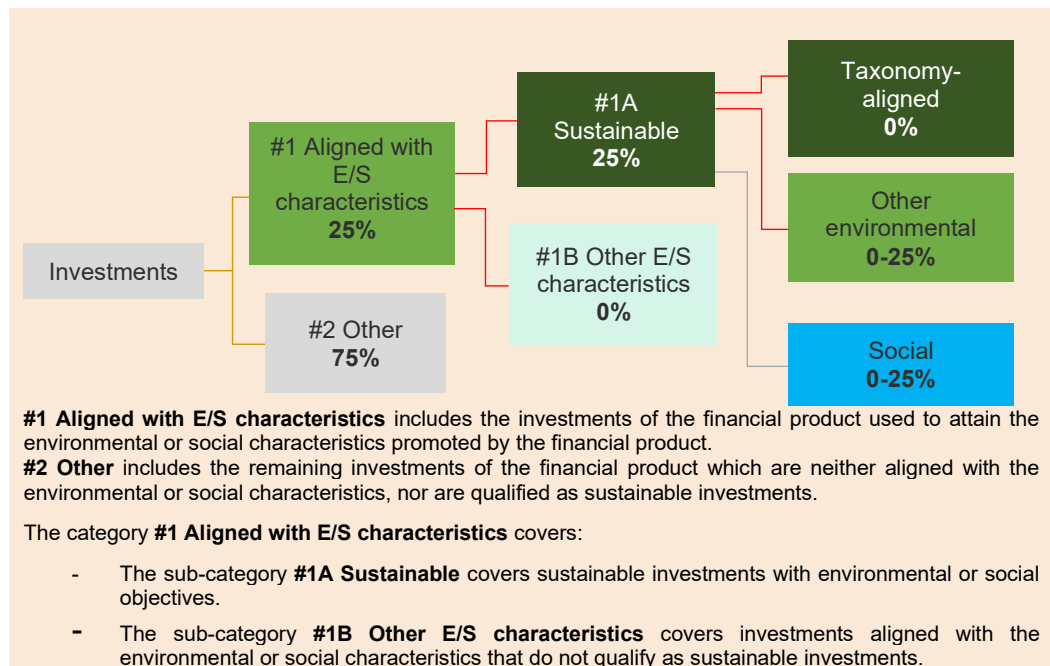 Investments
#1 Aligned with
E/S
characteristics
25%
#2 Other
75%
#1A
Sustainable
25%
#1B Other E/S
characteristics
0%
Taxonomy-
aligned
0%
Other
environmental
0-25%
Social
0-25%
#1 Aligned with E/S characteristics includes the investments of the financial product used to attain the
environmental or social characteristics promoted by the financial product.
#2 Other includes the remaining investments of the financial product which are neither aligned with the
environmental or social characteristics, nor are qualified as sustainable investments.
The category #1 Aligned with E/S characteristics covers:
- The sub-category #1A Sustainable covers sustainable investments with environmental or social
objectives.
- The sub-category #1B Other E/S characteristics covers investments aligned with the
environmental or social characteristics that do not qualify as sustainable investments.